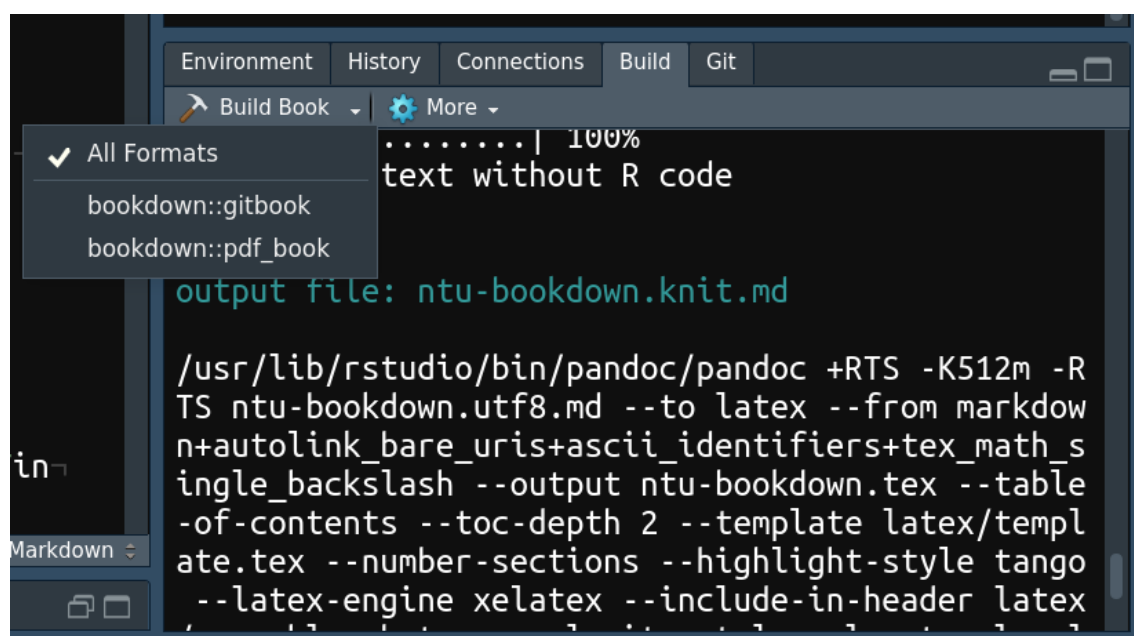 Environment History Connections Build Git
Build Book More
All Formats
bookdown::gitbook
bookdown::pdf_book
........| 100%
text without R code
output file: ntu-bookdown.knit.md
/usr/lib/rstudio/bin/pandoc/pandoc +RTS -K512m -R
TS ntu-bookdown.utf8.md --to latex --from markdow
n+autolink_bare_uris+ascii_identifiers+tex_math_s
ingle_backslash --output ntu-bookdown.tex --table
-of-contents --toc-depth 2 --template latex/templ
ate.tex --number-sections --highlight-style tango
--latex-engine xelatex --include-in-header latex
in¬
Markdown